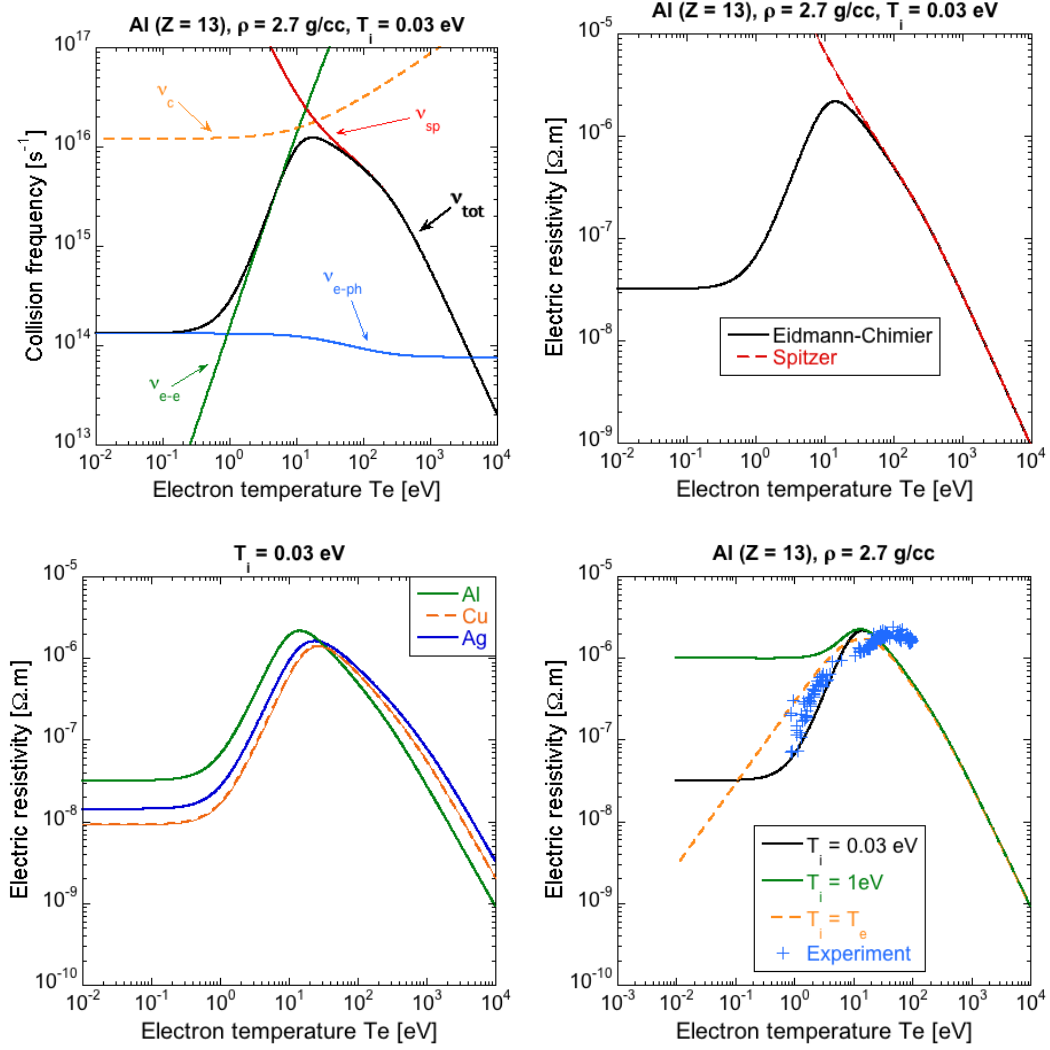 Al (Z = 13), ρ = 2.7 g/cc, T_i = 0.03 eV
10^17
10^16
10^15
10^14
10^13
Collision frequency [s^-1]
ν_c
ν_sp
ν_tot
ν_e-ph
ν_e-e
10^-2 10^-1 10^0 10^1 10^2 10^3 10^4
Electron temperature Te [eV]
Al (Z = 13), ρ = 2.7 g/cc, T_i = 0.03 eV
10^-5
10^-6
10^-7
10^-8
10^-9
Electric resistivity [Ω.m]
Eidmann-Chimier
Spitzer
10^-2 10^-1 10^0 10^1 10^2 10^3 10^4
Electron temperature Te [eV]
T_i = 0.03 eV
10^-5
10^-6
10^-7
10^-8
10^-9
10^-10
Electric resistivity [Ω.m]
Al
Cu
Ag
10^-2 10^-1 10^0 10^1 10^2 10^3 10^4
Electron temperature Te [eV]
Al (Z = 13), ρ = 2.7 g/cc
10^-5
10^-6
10^-7
10^-8
10^-9
10^-10
Electric resistivity [Ω.m]
T_i = 0.03 eV
T_i = 1eV
T_i = T_e
Experiment
10^-3 10^-2 10^-1 10^0 10^1 10^2 10^3 10^4
Electron temperature Te [eV]